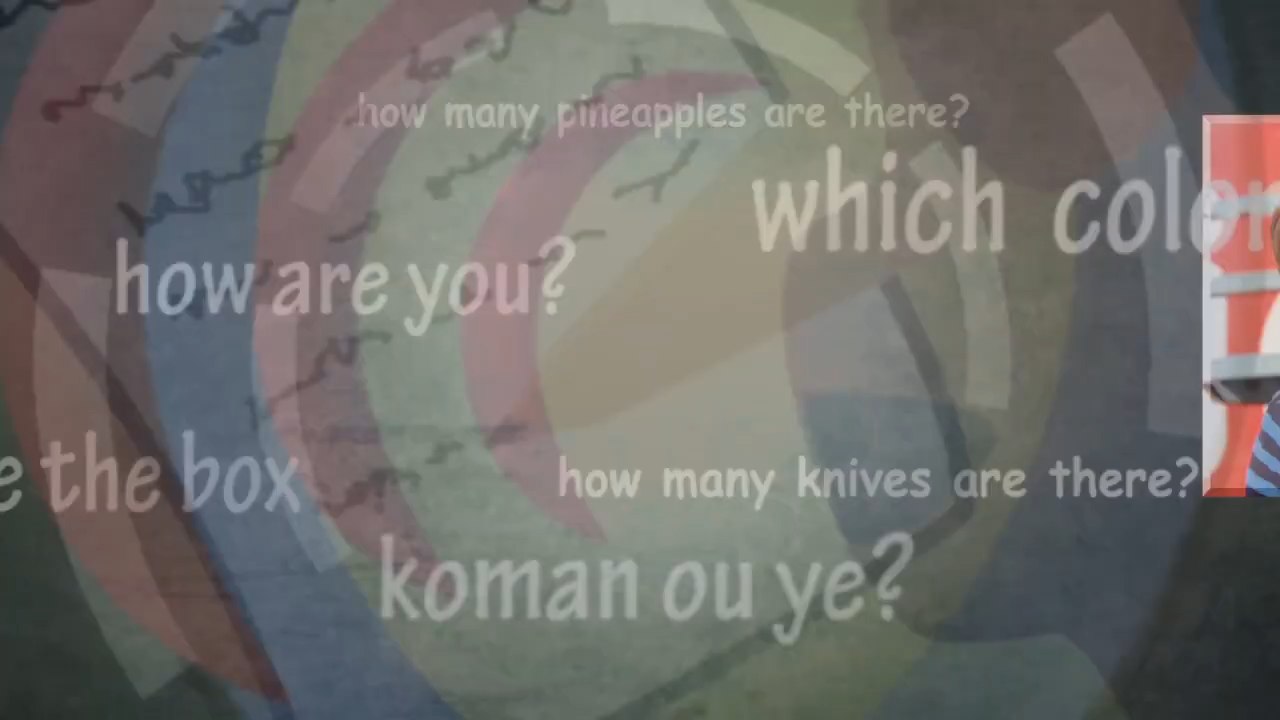 how many pineapples are there?
which color
how are you?
the box
how many knives are there?
koman ou ye?